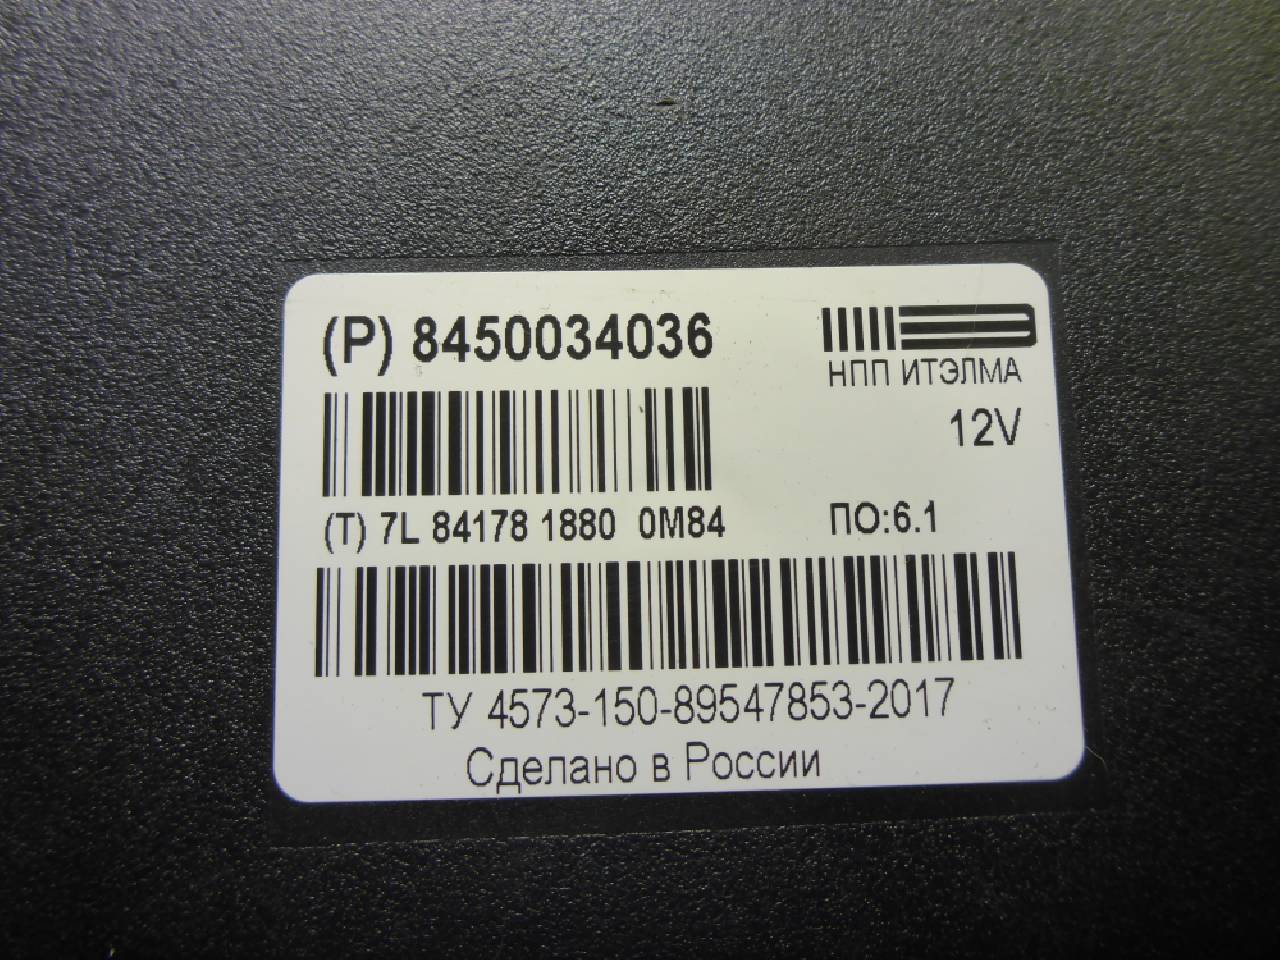 (P) 8450034036
НПП ИТЭЛМА
12V
(T) 7L 84178 1880 0M84
ПО:6.1
ТУ 4573-150-89547853-2017
Сделано в России